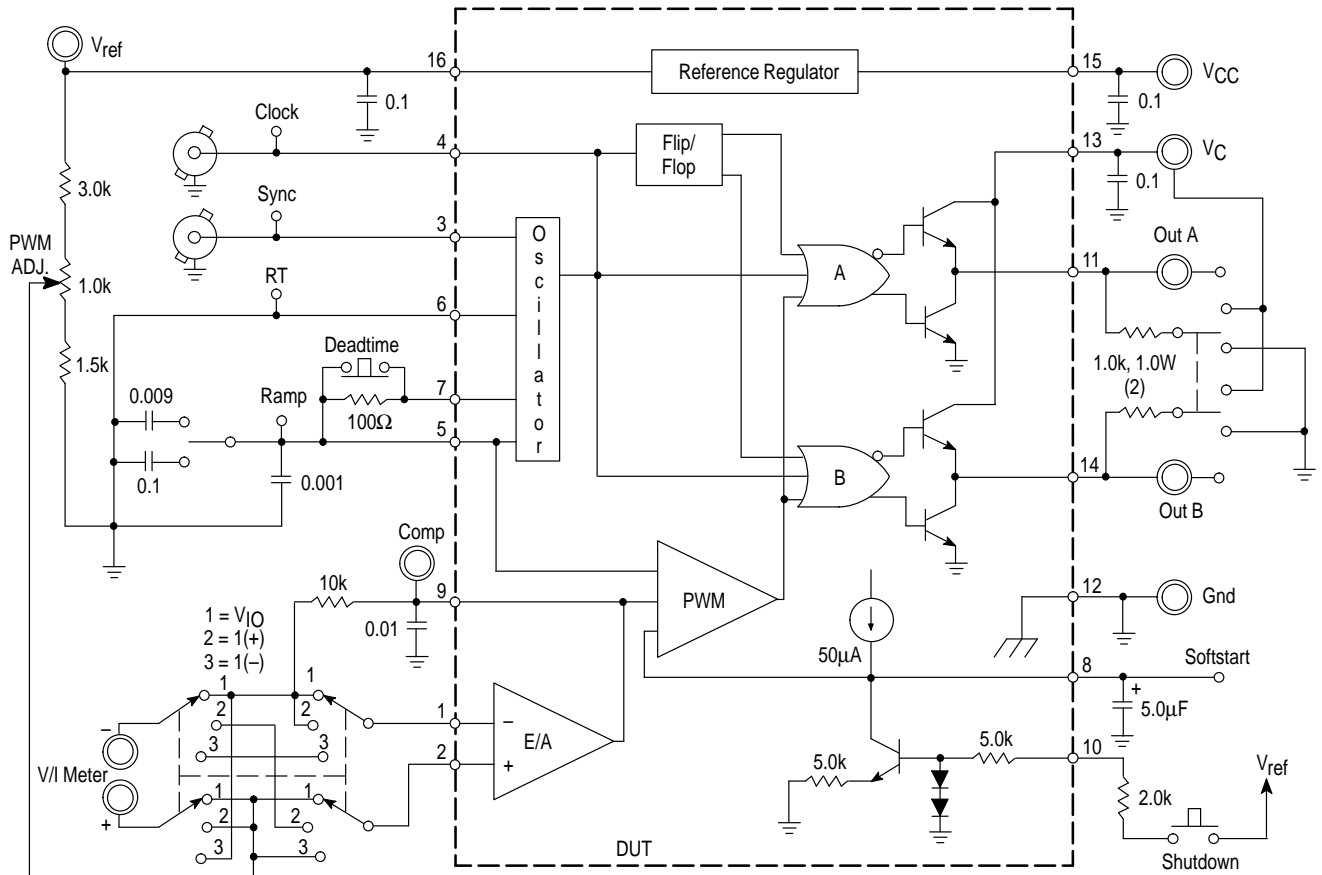 Vref
16
Reference Regulator
15
VCC
0.1
0.1
Clock
4
Flip/
Flop
13
VC
0.1
3.0k
Sync
3
PWM
ADJ.
1.0k
RT
6
O
s
c
i
l
l
a
t
o
r
A
11
Out A
1.5k
Deadtime
7
100Ω
1.0k, 1.0W
(2)
0.009
Ramp
5
0.1
0.001
B
14
Out B
Comp
10k
9
0.01
PWM
50µA
12
Gnd
1 = VIO
2 = 1(+)
3 = 1(–)
8
Softstart
+
5.0µF
1
1
2
2
3
3
–
V/I Meter
+
1
1
2
2
3
3
1
–
2
+
E/A
5.0k
5.0k
10
2.0k
Vref
Shutdown
DUT